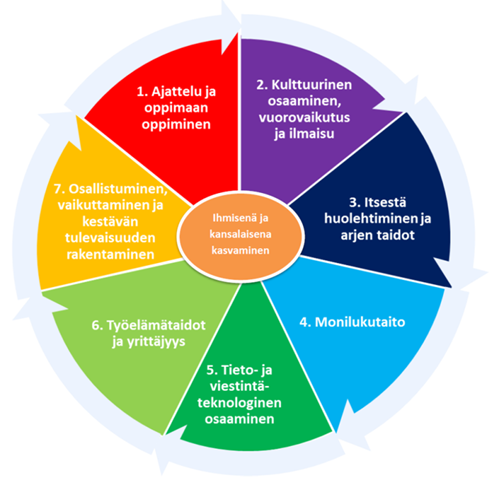 1. Ajattelu ja
oppimaan
oppiminen
2. Kulttuurinen
osaaminen,
vuorovaikutus
ja ilmaisu
3. Itsestä
huolehtiminen ja
arjen taidot
4. Monilukutaito
5. Tieto- ja
viestintä-
teknologinen
osaaminen
6. Työelämätaidot
ja yrittäjyys
7. Osallistuminen,
vaikuttaminen ja
kestävän
tulevaisuuden
rakentaminen
Ihmisenä ja
kansalaisena
kasvaminen